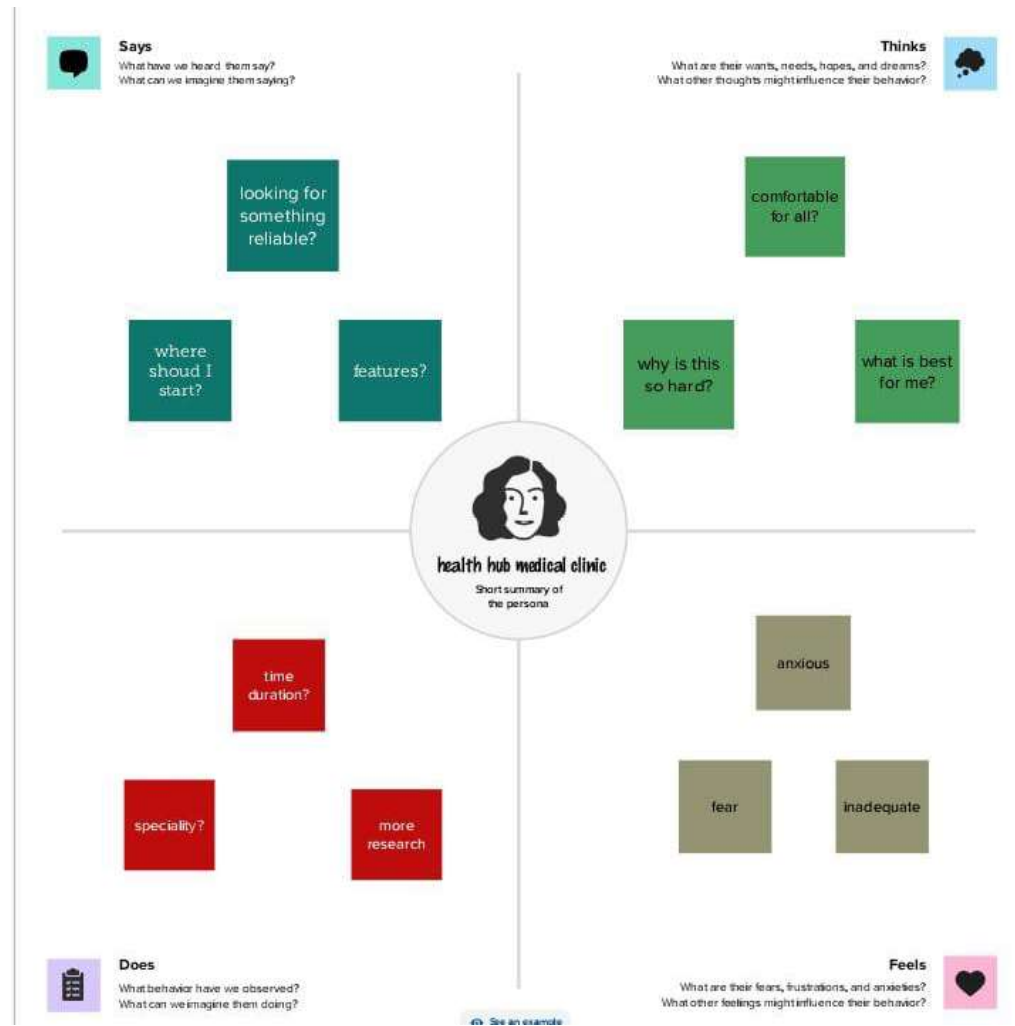 Says
What have we heard them say?
What can we imagine them saying?
Thinks
What are their wants, needs, hopes, and dreams?
What other thoughts might influence their behavior?
looking for
something
reliable?
where
shoud I
start?
features?
comfortable
for all?
why is this
so hard?
what is best
for me?
health hub medical clinic
Short summary of
the persona
time
duration?
speciality?
more
research
anxious
fear
inadequate
Does
What behavior have we observed?
What can we imagine them doing?
Feels
What are their fears, frustrations, and anxieties?
What other feelings might influence their behavior?
See an example